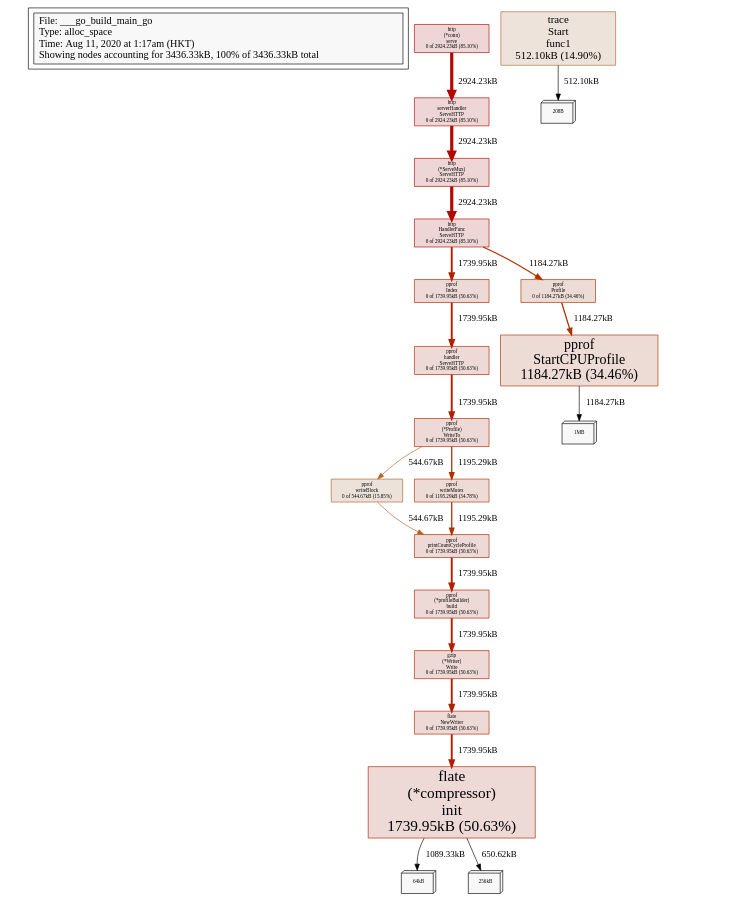 File: ___go_build_main_go
Type: alloc_space
Time: Aug 11, 2020 at 1:17am (HKT)
Showing nodes accounting for 3436.33kB, 100% of 3436.33kB total
http
(*conn)
serve
0 of 2924.23kB (85.10%)
trace
Start
func1
512.10kB (14.90%)
2924.23kB
512.10kB
http
serverHandler
ServeHTTP
0 of 2924.23kB (85.10%)
208B
2924.23kB
http
(*ServeMux)
ServeHTTP
0 of 2924.23kB (85.10%)
2924.23kB
http
HandlerFunc
ServeHTTP
0 of 2924.23kB (85.10%)
1739.95kB
1184.27kB
pprof
Index
0 of 1739.95kB (50.63%)
pprof
Profile
0 of 1184.27kB (34.46%)
1739.95kB
1184.27kB
pprof
handler
ServeHTTP
0 of 1739.95kB (50.63%)
pprof
StartCPUProfile
1184.27kB (34.46%)
1739.95kB
1184.27kB
pprof
(*Profile)
WriteTo
0 of 1739.95kB (50.63%)
1MB
544.67kB
1195.29kB
pprof
writeBlock
0 of 544.67kB (15.85%)
pprof
writeMutex
0 of 1195.29kB (34.78%)
544.67kB
1195.29kB
pprof
printCountCycleProfile
0 of 1739.95kB (50.63%)
1739.95kB
pprof
(*profileBuilder)
build
0 of 1739.95kB (50.63%)
1739.95kB
gzip
(*Writer)
Write
0 of 1739.95kB (50.63%)
1739.95kB
flate
NewWriter
0 of 1739.95kB (50.63%)
1739.95kB
flate
(*compressor)
init
1739.95kB (50.63%)
1089.33kB
650.62kB
64kB
256kB